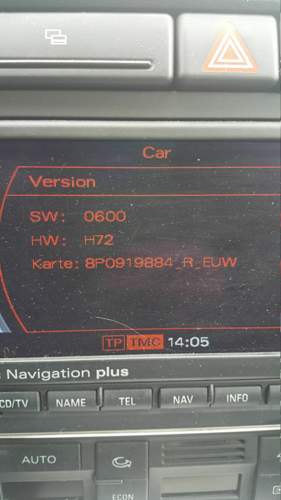 Car
Version
SW: 0600
HW: H72
Karte: 8P0919884_R_EUW
TP TMC 14:05
Navigation plus
CD/TV NAME TEL NAV INFO
AUTO
ECON